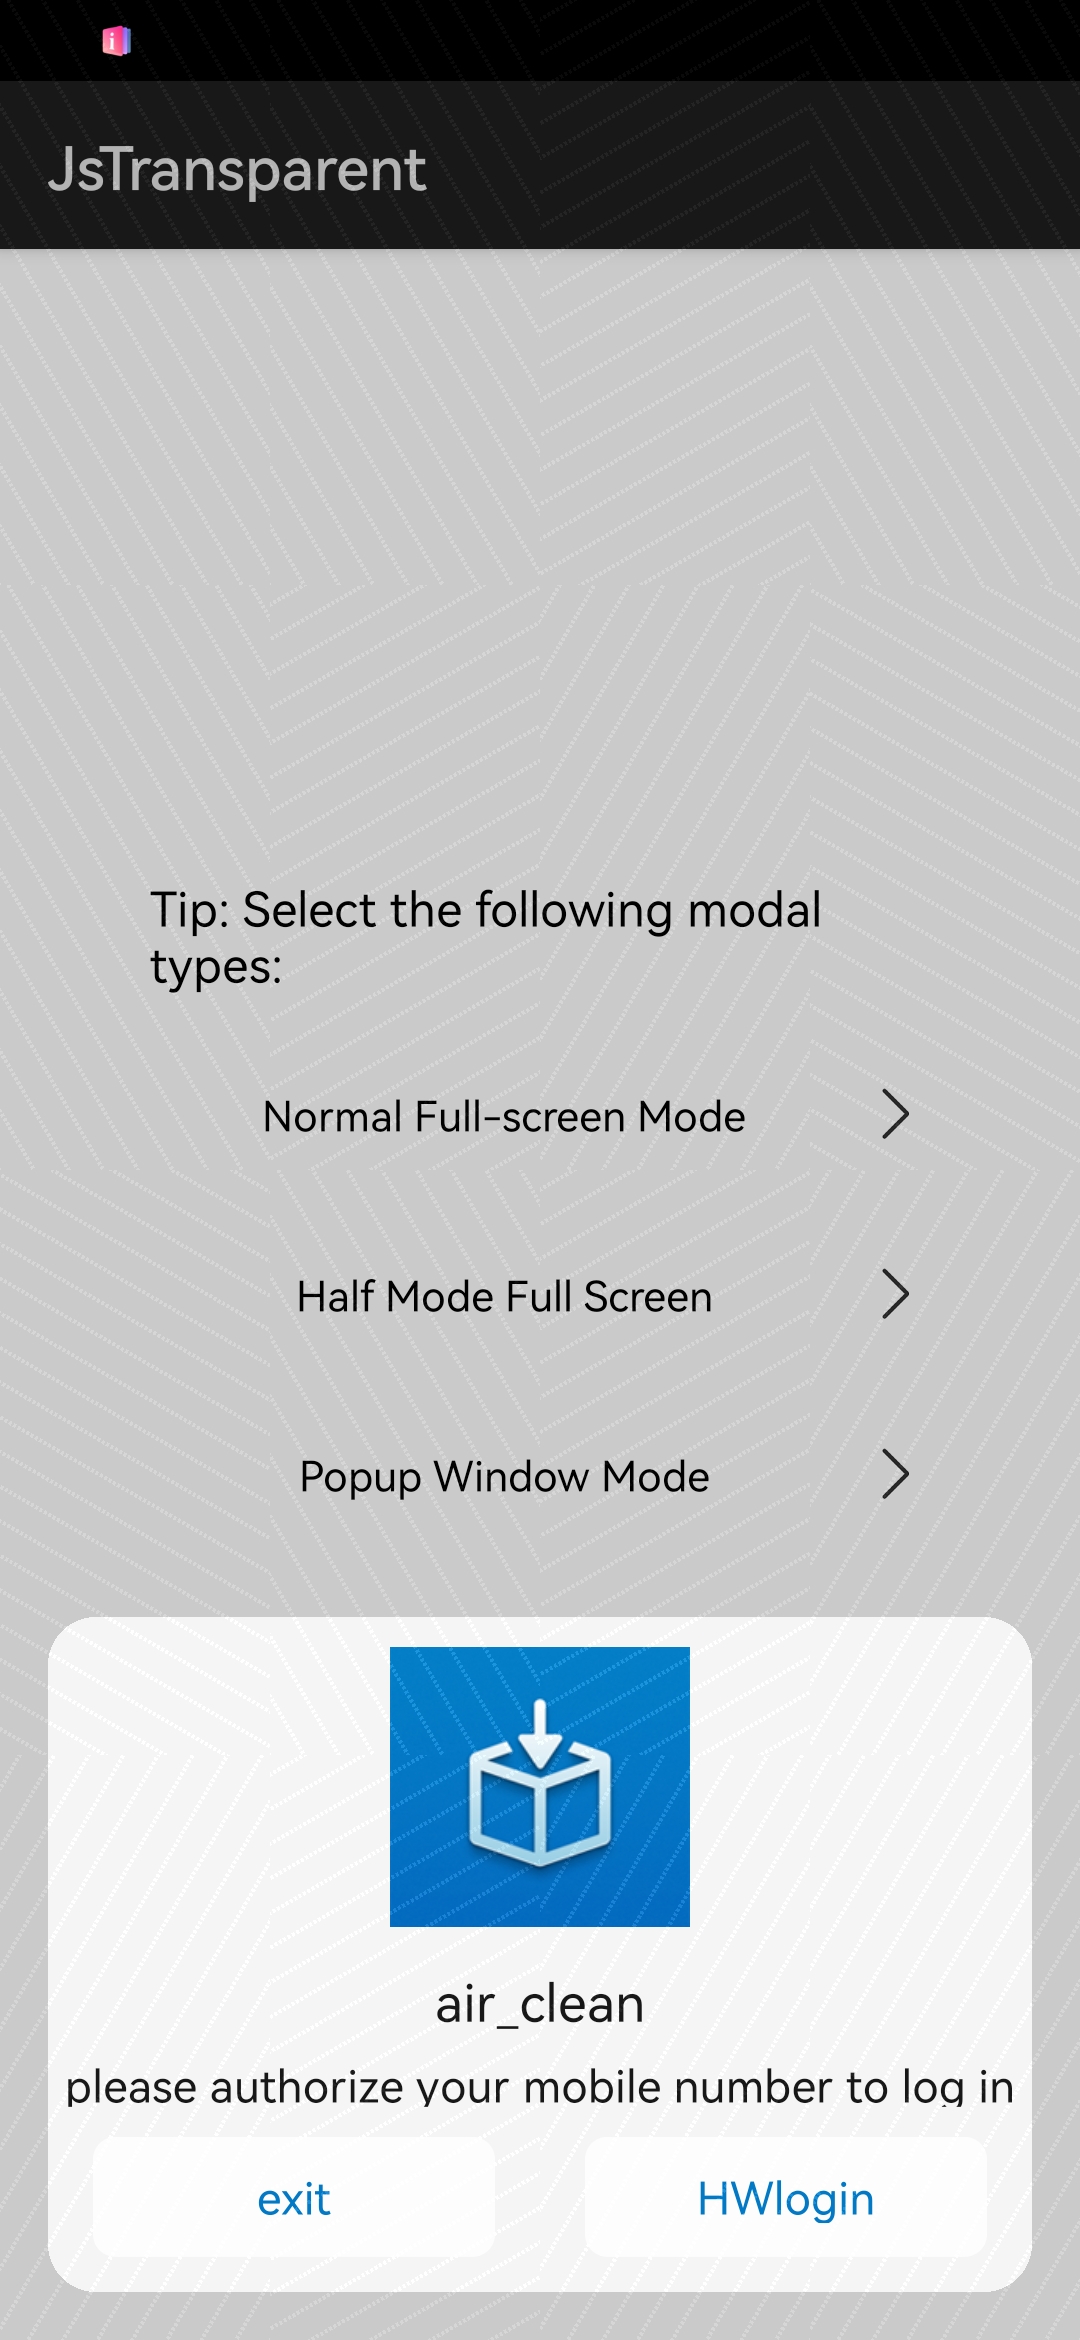 JsTransparent
Tip: Select the following modal
types:
Normal Full-screen Mode
Half Mode Full Screen
Popup Window Mode
air_clean
please authorize your mobile number to log in
exit
HWlogin